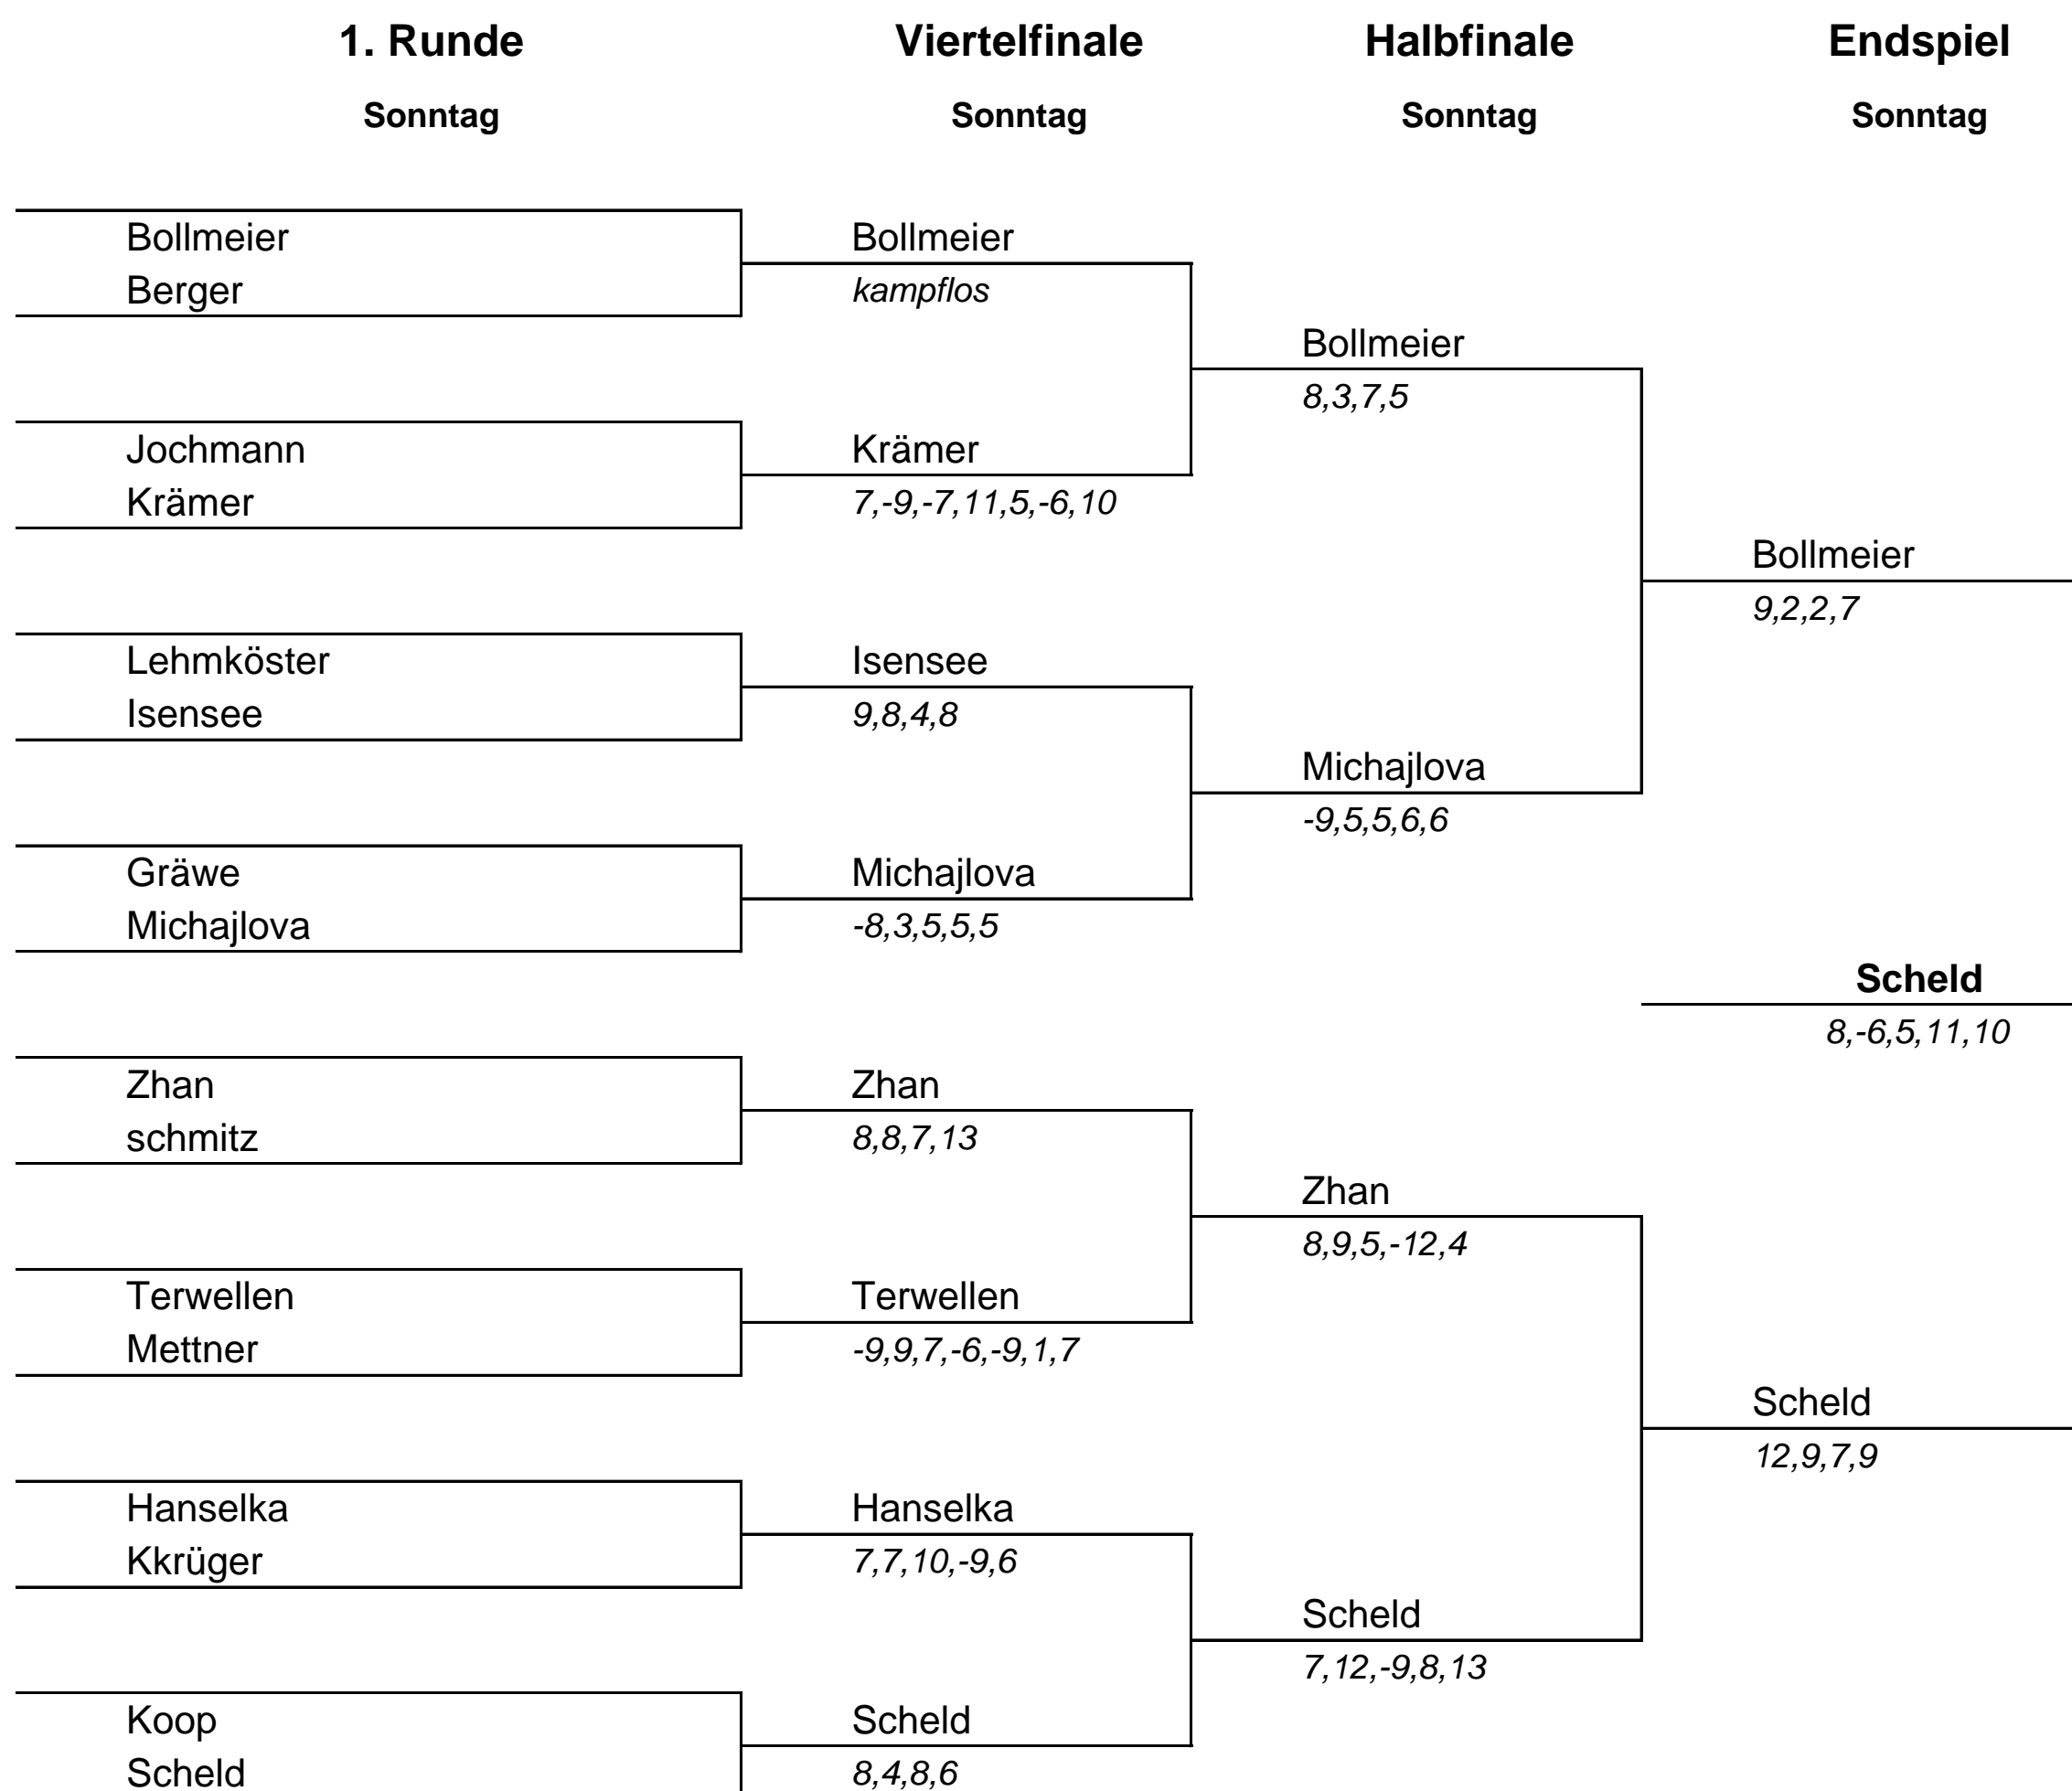 1. Runde Viertelfinale Halbfinale Endspiel
Sonntag Sonntag Sonntag Sonntag
Bollmeier Bollmeier
Berger kampflos
Bollmeier
8,3,7,5
Jochmann Krämer
Krämer 7,-9,-7,11,5,-6,10
Bollmeier
9,2,2,7
Lehmköster Isensee
Isensee 9,8,4,8
Michajlova
-9,5,5,6,6
Gräwe Michajlova
Michajlova -8,3,5,5,5
Scheld
8,-6,5,11,10
Zhan Zhan
schmitz 8,8,7,13
Zhan
8,9,5,-12,4
Terwellen Terwellen
Mettner -9,9,7,-6,-9,1,7
Scheld
12,9,7,9
Hanselka Hanselka
Kkrüger 7,7,10,-9,6
Scheld
7,12,-9,8,13
Koop Scheld
Scheld 8,4,8,6